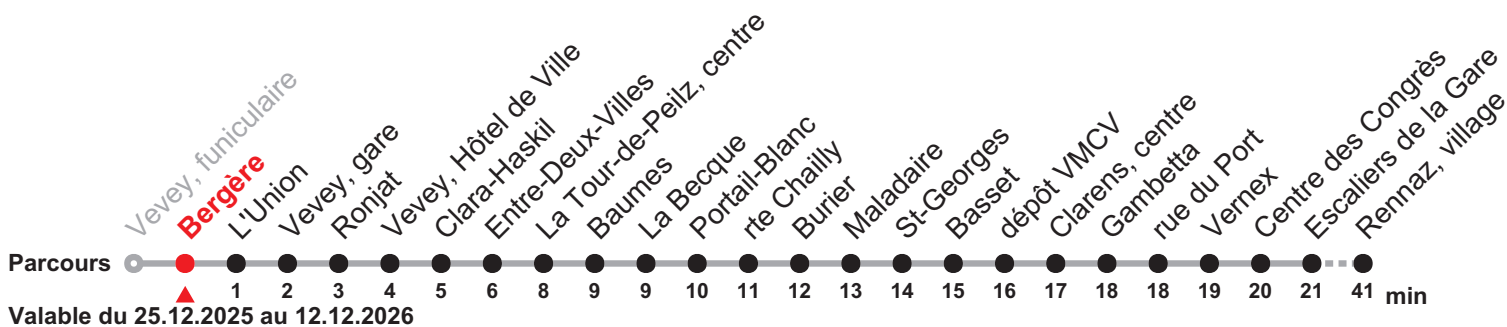 Vevey, funiculaire
Bergère
L'Union
Vevey, gare
Ronjat
Vevey, Hôtel de Ville
Clara-Haskil
Entre-Deux-Villes
La Tour-de-Peilz, centre
Baumes
La Becque
Portail-Blanc
rte Chailly
Burier
Maladaire
St-Georges
Basset
dépôt VMCV
Clarens, centre
Gambetta
rue du Port
Vernex
Centre des Congrès
Escaliers de la Gare
Rennaz, village
Parcours
1 2 3 4 5 6 8 9 9 10 11 12 13 14 15 16 17 18 18 19 20 21 41 min
Valable du 25.12.2025 au 12.12.2026